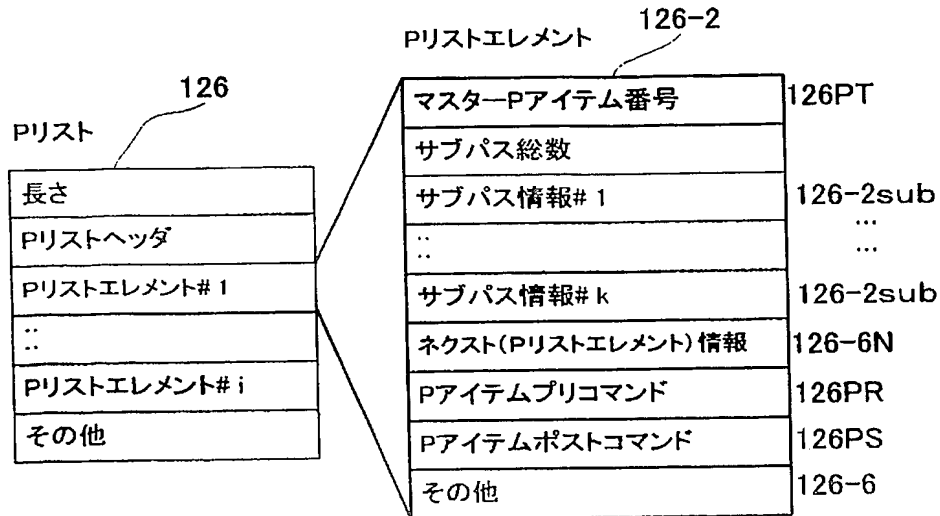 126
Pリスト
長さ
Pリストヘッダ
Pリストエレメント#1
::
Pリストエレメント#i
その他
126-2
Pリストエレメント
マスターPアイテム番号 126PT
サブパス総数
サブパス情報#1 126-2sub
:: …
…
サブパス情報#k 126-2sub
ネクスト(Pリストエレメント)情報 126-6N
Pアイテムプリコマンド 126PR
Pアイテムポストコマンド 126PS
その他 126-6